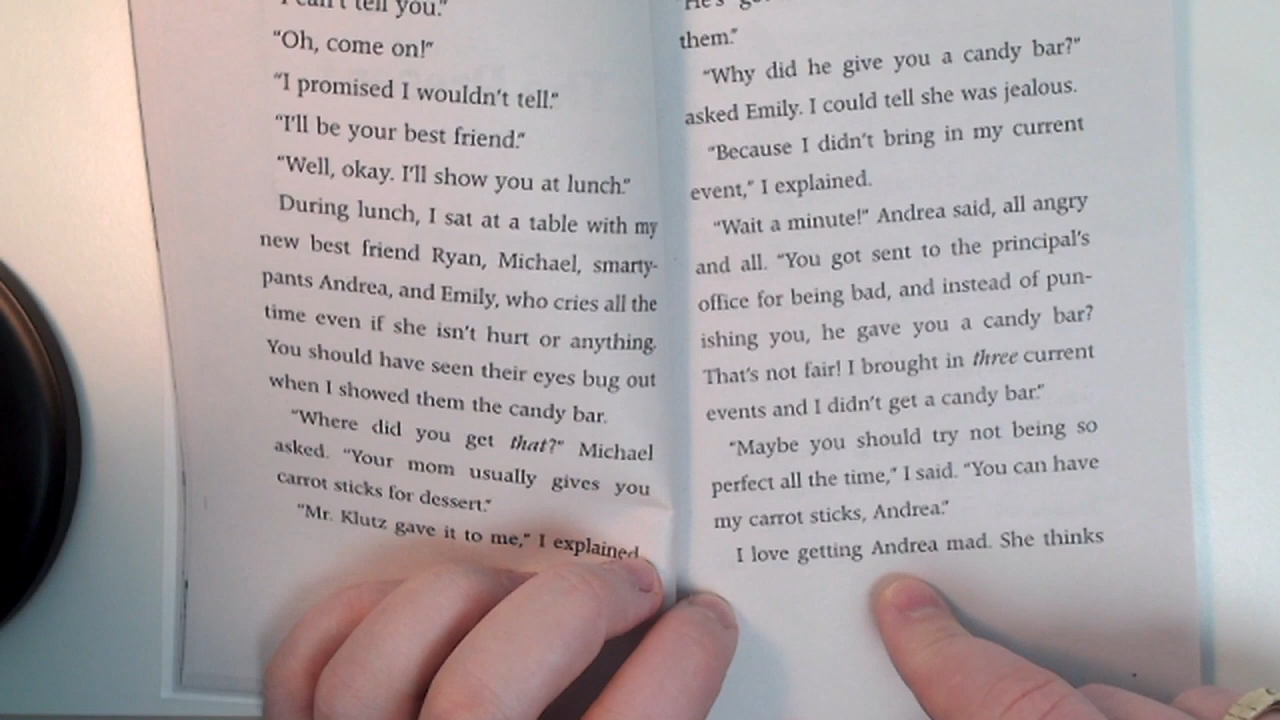 I can't tell you."
"Oh, come on!"
"I promised I wouldn't tell."
"I'll be your best friend."
"Well, okay. I'll show you at lunch."
During lunch, I sat at a table with my
new best friend Ryan, Michael, smarty-
pants Andrea, and Emily, who cries all the
time even if she isn't hurt or anything.
You should have seen their eyes bug out
when I showed them the candy bar.
"Where did you get that?" Michael
asked. "Your mom usually gives you
carrot sticks for dessert."
"Mr. Klutz gave it to me," I explained
"He's
them."
"Why did he give you a candy bar?"
asked Emily. I could tell she was jealous.
"Because I didn't bring in my current
event," I explained.
"Wait a minute!" Andrea said, all angry
and all. "You got sent to the principal's
office for being bad, and instead of pun-
ishing you, he gave you a candy bar?
That's not fair! I brought in three current
events and I didn't get a candy bar."
"Maybe you should try not being so
perfect all the time," I said. "You can have
my carrot sticks, Andrea."
I love getting Andrea mad. She thinks